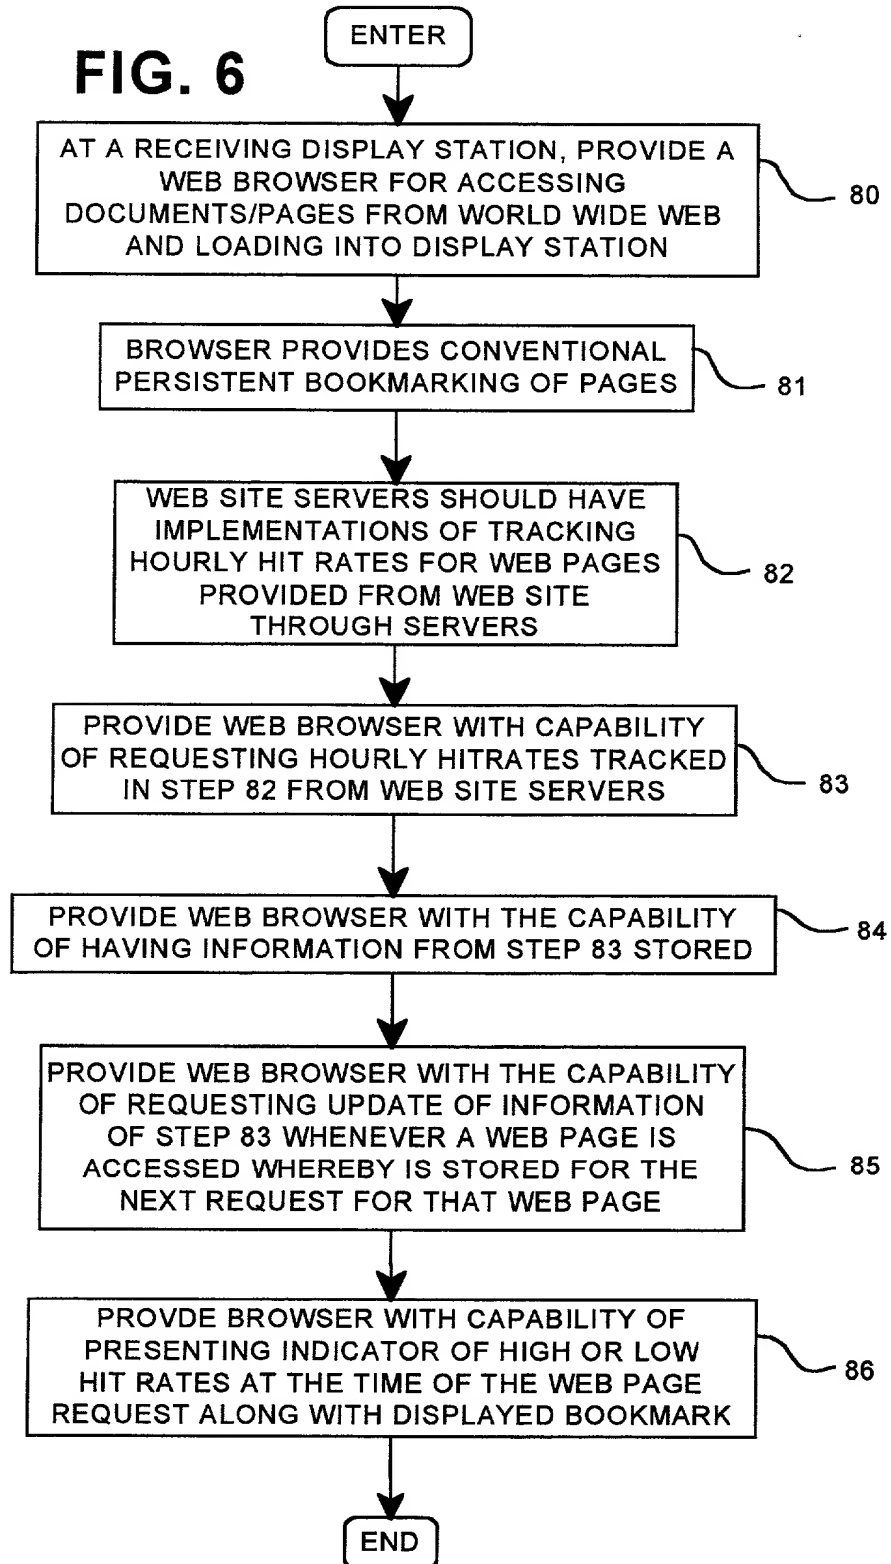 ENTER
FIG. 6
AT A RECEIVING DISPLAY STATION, PROVIDE A
WEB BROWSER FOR ACCESSING
DOCUMENTS/PAGES FROM WORLD WIDE WEB
AND LOADING INTO DISPLAY STATION
80
BROWSER PROVIDES CONVENTIONAL
PERSISTENT BOOKMARKING OF PAGES
81
WEB SITE SERVERS SHOULD HAVE
IMPLEMENTATIONS OF TRACKING
HOURLY HIT RATES FOR WEB PAGES
PROVIDED FROM WEB SITE
THROUGH SERVERS
82
PROVIDE WEB BROWSER WITH CAPABILITY
OF REQUESTING HOURLY HITRATES TRACKED
IN STEP 82 FROM WEB SITE SERVERS
83
PROVIDE WEB BROWSER WITH THE CAPABILITY
OF HAVING INFORMATION FROM STEP 83 STORED
84
PROVIDE WEB BROWSER WITH THE CAPABILITY
OF REQUESTING UPDATE OF INFORMATION
OF STEP 83 WHENEVER A WEB PAGE IS
ACCESSED WHEREBY IS STORED FOR THE
NEXT REQUEST FOR THAT WEB PAGE
85
PROVDE BROWSER WITH CAPABILITY OF
PRESENTING INDICATOR OF HIGH OR LOW
HIT RATES AT THE TIME OF THE WEB PAGE
REQUEST ALONG WITH DISPLAYED BOOKMARK
86
END